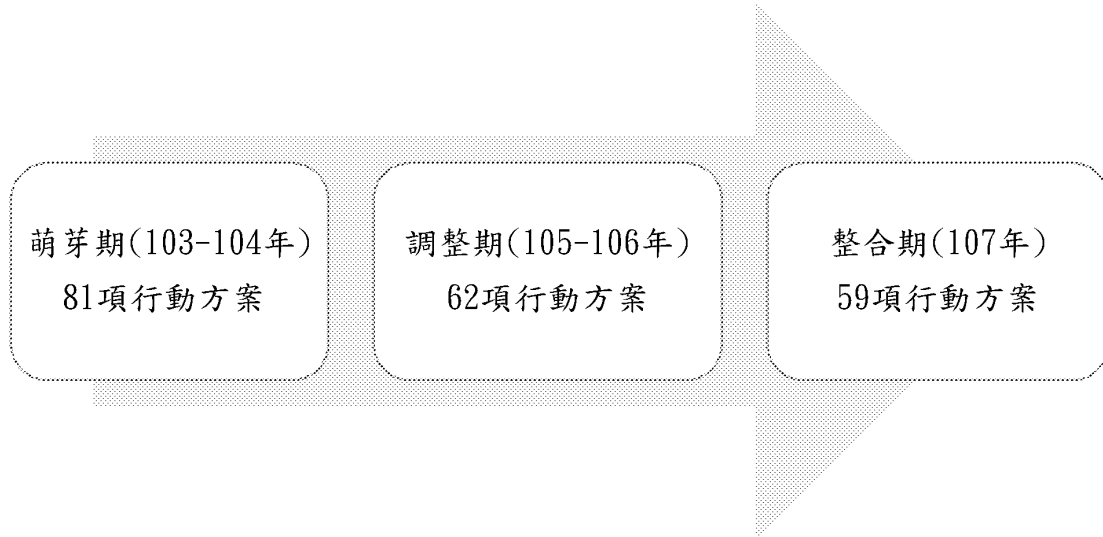 萌芽期(103-104年)
81項行動方案
調整期(105-106年)
62項行動方案
整合期(107年)
59項行動方案